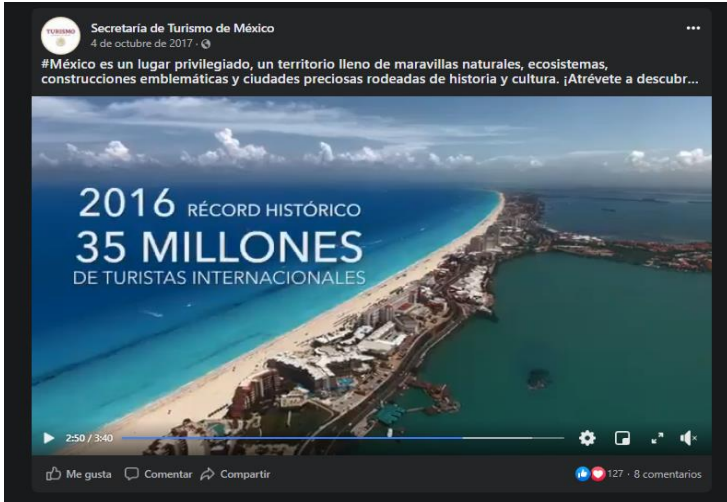 TURISMO
Secretaría de Turismo de México
4 de octubre de 2017 ·
#México es un lugar privilegiado, un territorio lleno de maravillas naturales, ecosistemas,
construcciones emblemáticas y ciudades preciosas rodeadas de historia y cultura. ¡Atrévete a descubr...
2016 RÉCORD HISTÓRICO
35 MILLONES
DE TURISTAS INTERNACIONALES
2:50 / 3:40
Me gusta Comentar Compartir 127 · 8 comentarios